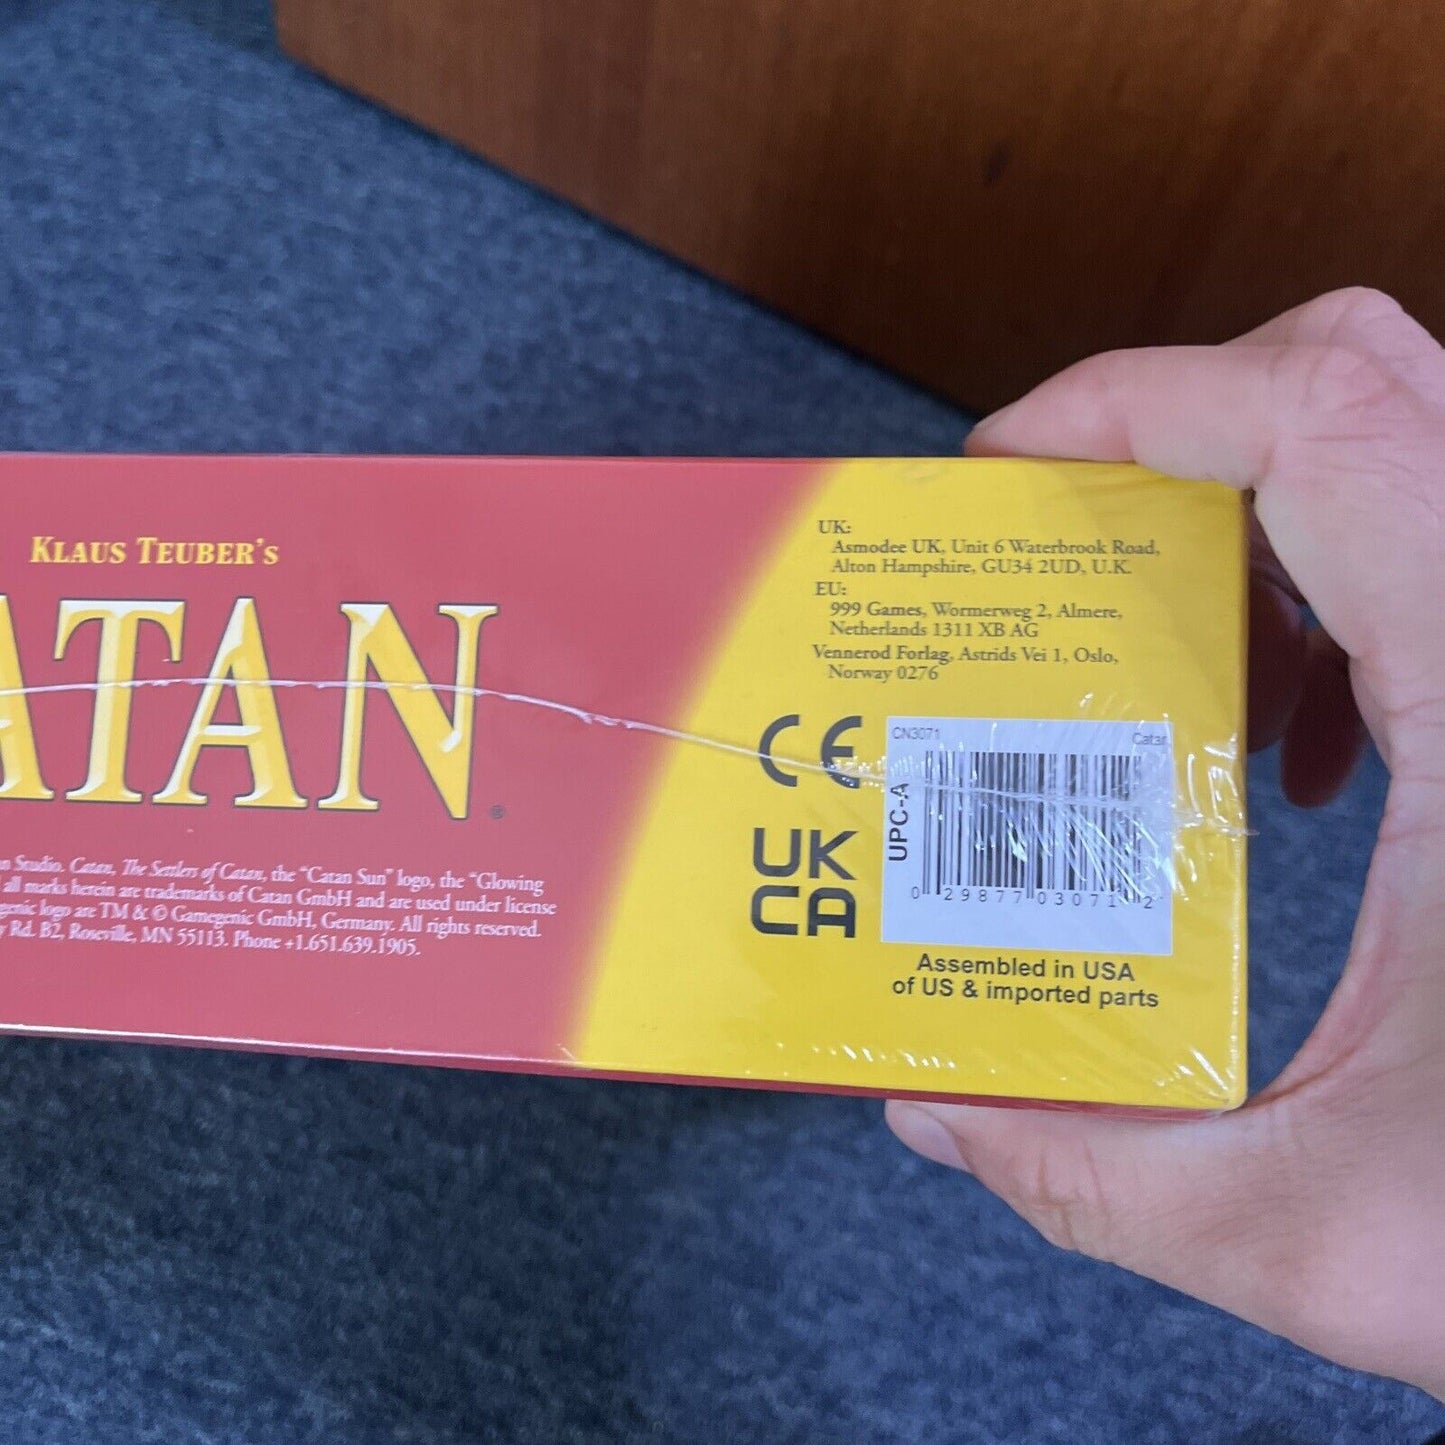 KLAUS TEUBER'S
ATAN®
Studio. Catan, The Settlers of Catan, the "Catan Sun" logo, the "Glowing
all marks herein are trademarks of Catan GmbH and are used under license
logo are TM & © Gamegenic GmbH, Germany. All rights reserved.
Rd. B2, Roseville, MN 55113. Phone +1.651.639.1905.
UK:
Asmodee UK, Unit 6 Waterbrook Road,
Alton Hampshire, GU34 2UD, U.K.
EU:
999 Games, Wormerweg 2, Almere,
Netherlands 1311 XB AG
Vennerod Forlag, Astrids Vei 1, Oslo,
Norway 0276
CE
UK
CA
CN3071 Catan
UPC-A
0 29877 03071 2
Assembled in USA
of US & imported parts